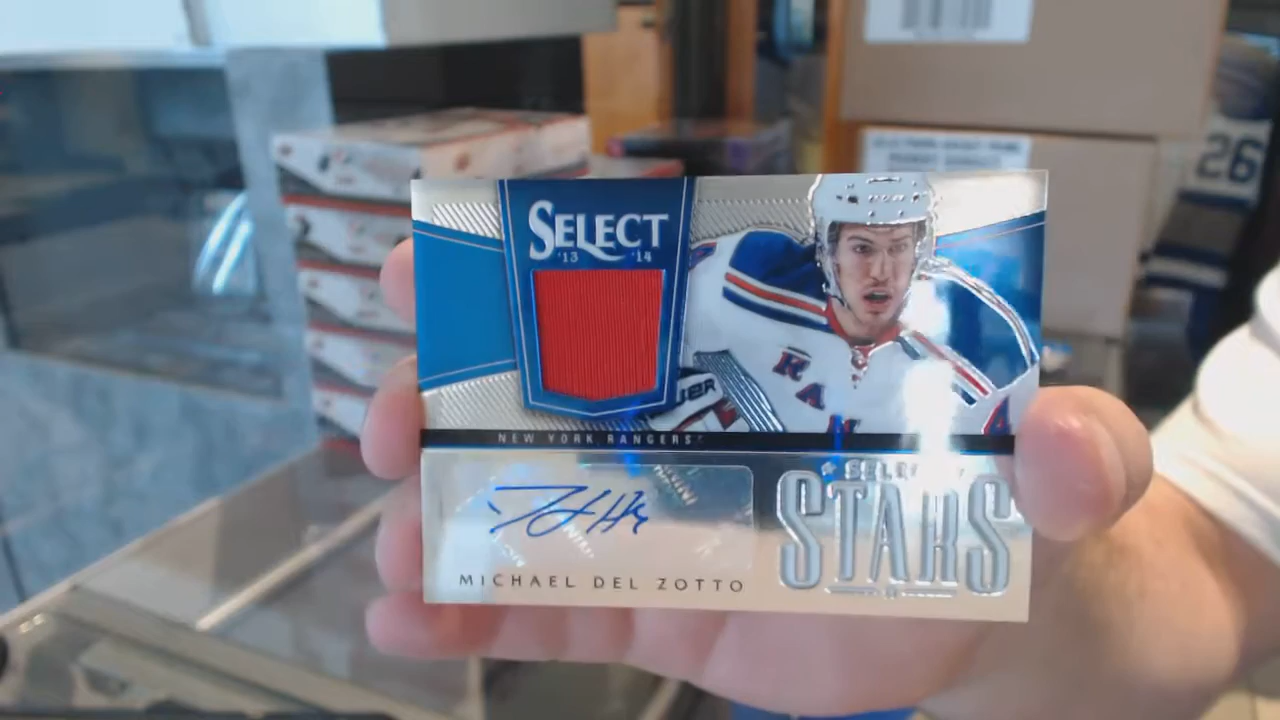 26
SELECT
'13 '14
NEW YORK RANGERS
STARS
MICHAEL DEL ZOTTO